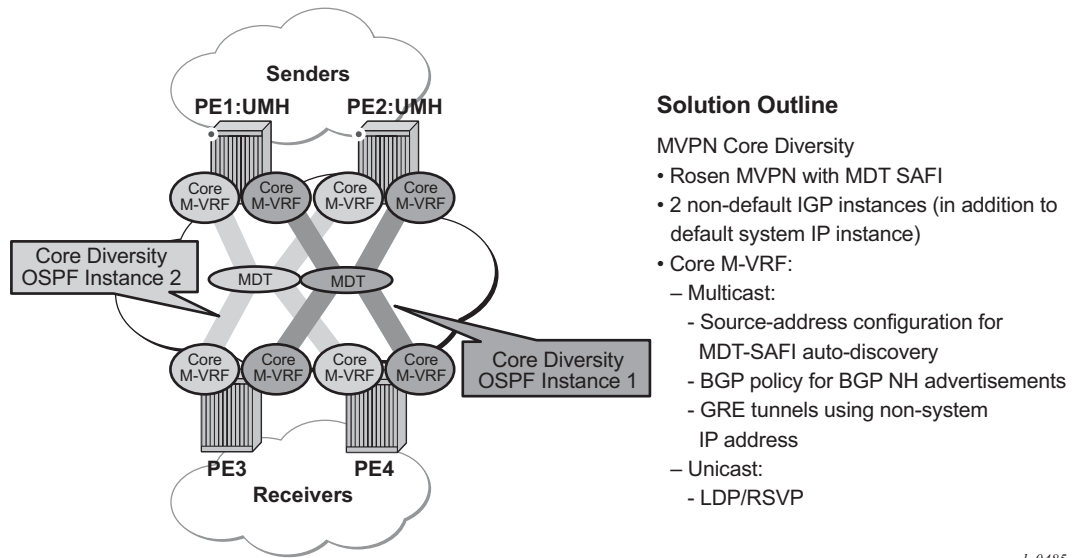 Senders
PE1:UMH
PE2:UMH
Core
M-VRF
Core
M-VRF
Core
M-VRF
Core
M-VRF
Core Diversity
OSPF Instance 2
MDT
MDT
Core Diversity
OSPF Instance 1
Core
M-VRF
Core
M-VRF
Core
M-VRF
Core
M-VRF
PE3
PE4
Receivers
Solution Outline
MVPN Core Diversity
• Rosen MVPN with MDT SAFI
• 2 non-default IGP instances (in addition to
default system IP instance)
• Core M-VRF:
– Multicast:
- Source-address configuration for
MDT-SAFI auto-discovery
- BGP policy for BGP NH advertisements
- GRE tunnels using non-system
IP address
– Unicast:
- LDP/RSVP